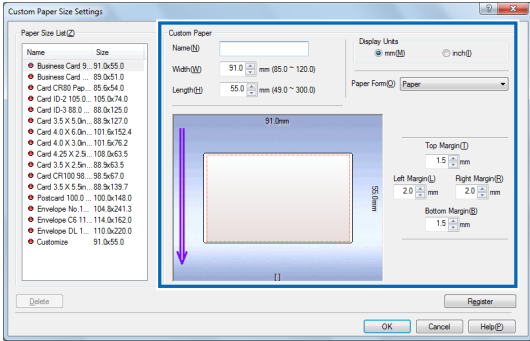 Custom Paper Size Settings
Paper Size List(Z)
Name Size
Business Card 9... 91.0x55.0
Business Card ... 89.0x51.0
Card CR80 Pap... 85.6x54.0
Card ID-2 105.0... 105.0x74.0
Card ID-3 88.0 ... 88.0x125.0
Card 3.5 X 5.0in... 88.9x127.0
Card 4.0 X 6.0in... 101.6x152.4
Card 4.0 X 3.0in... 101.6x76.2
Card 4.25 X 2.5i... 108.0x63.5
Card 3.5 X 2.5in... 88.9x63.5
Card CR100 98.... 98.5x67.0
Card 3.5 X 5.5in... 88.9x139.7
Postcard 100.0 ... 100.0x148.0
Envelope No.1... 104.8x241.3
Envelope C6 11... 114.0x162.0
Envelope DL 1... 110.0x220.0
Customize 91.0x55.0
Delete
Custom Paper
Name(N)
Width(W) 91.0 mm (85.0 ~ 120.0)
Length(H) 55.0 mm (49.0 ~ 300.0)
Display Units
mm(M) inch(I)
Paper Form(O) Paper
91.0mm
55.0mm
[ ]
Top Margin(T)
1.5 mm
Left Margin(L) Right Margin(R)
2.0 mm 2.0 mm
Bottom Margin(B)
1.5 mm
Register
OK Cancel Help(P)